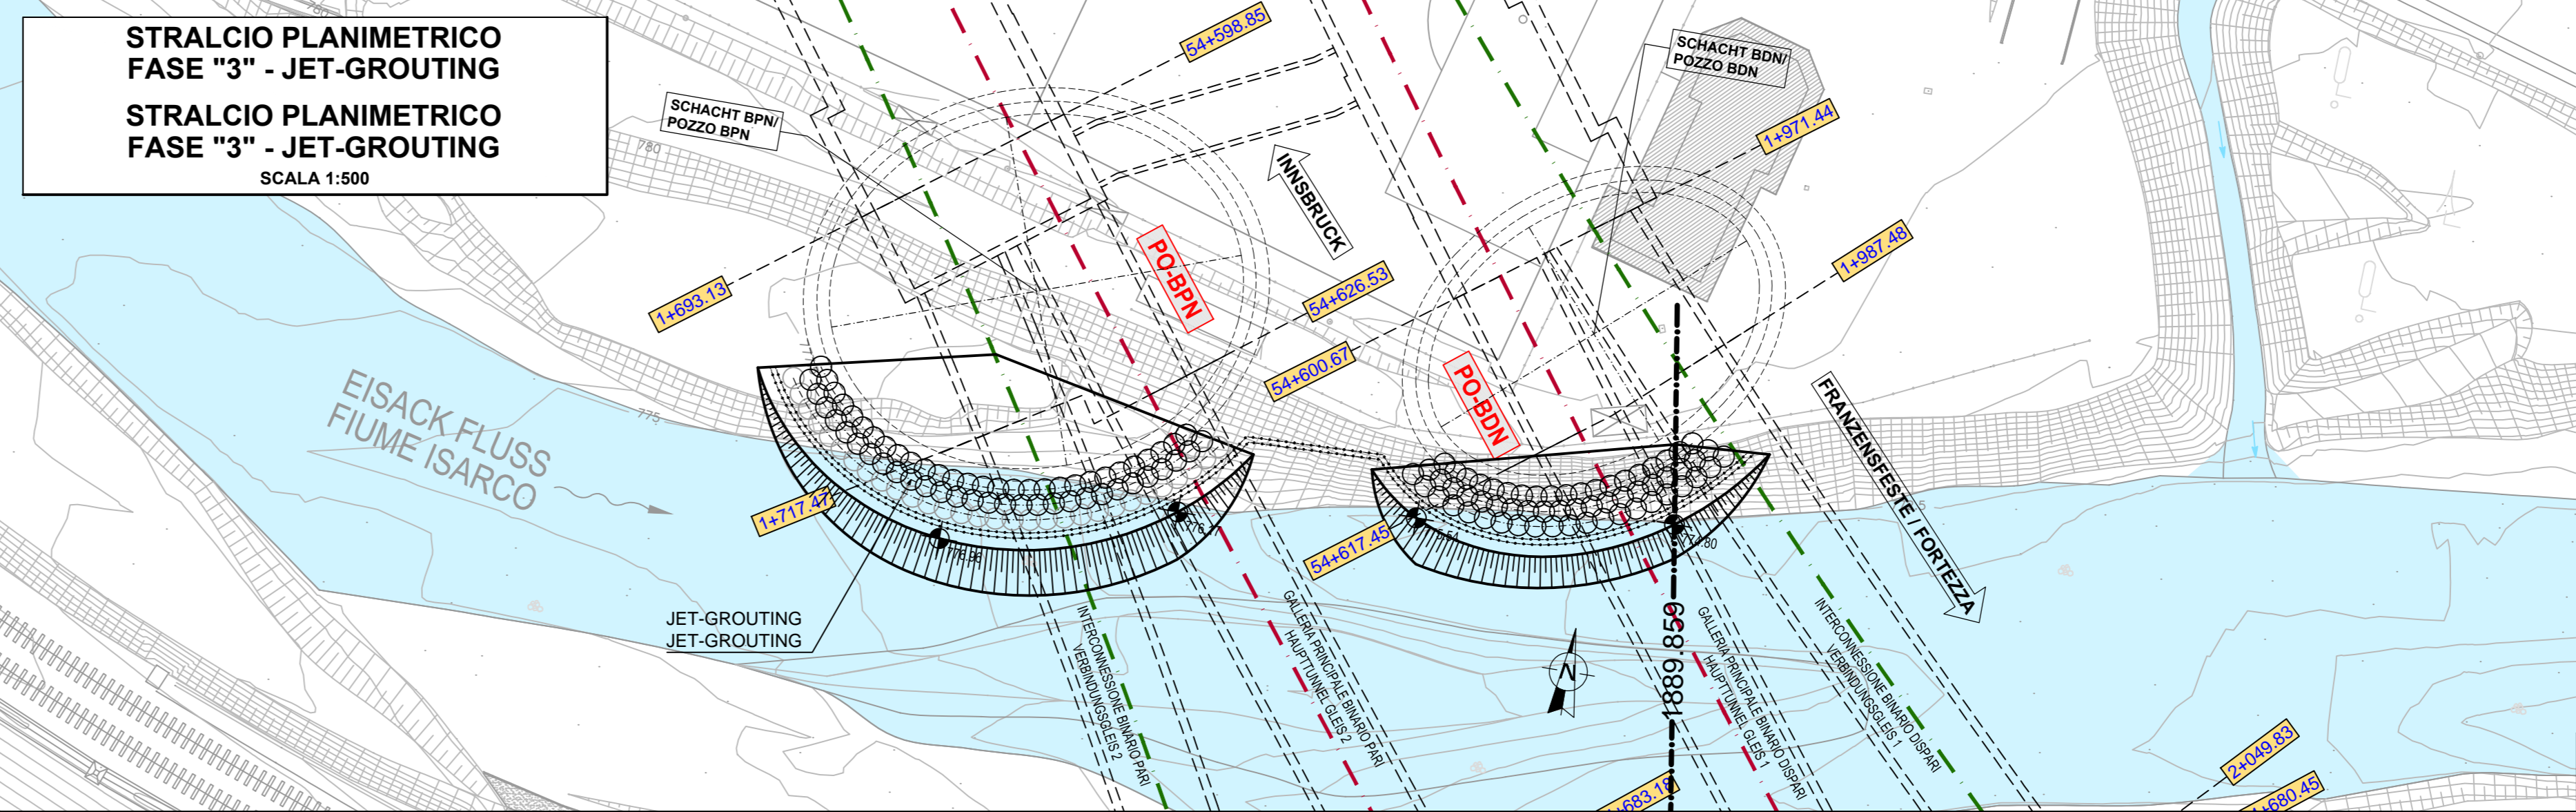 STRALCIO PLANIMETRICO
FASE "3" - JET-GROUTING
STRALCIO PLANIMETRICO
FASE "3" - JET-GROUTING
SCALA 1:500
780
780
54+598.85
SCHACHT BPN/
POZZO BPN
SCHACHT BDN/
POZZO BDN
1+971.44
INNSBRUCK
PO-BPN
1+693.13
54+626.53
1+987.48
54+600.67
PO-BDN
EISACK FLUSS
FIUME ISARCO
775
FRANZENSFESTE / FORTEZZA
1+717.47
54+617.45
JET-GROUTING
JET-GROUTING
INTERCONNESSIONE BINARIO PARI
VERBINDUNGSGLEIS 2
GALLERIA PRINCIPALE BINARIO PARI
HAUPTTUNNEL GLEIS 2
N
1889.859
GALLERIA PRINCIPALE BINARIO DISPARI
HAUPTTUNNEL GLEIS 1
INTERCONNESSIONE BINARIO DISPARI
VERBINDUNGSGLEIS 1
2+049.83